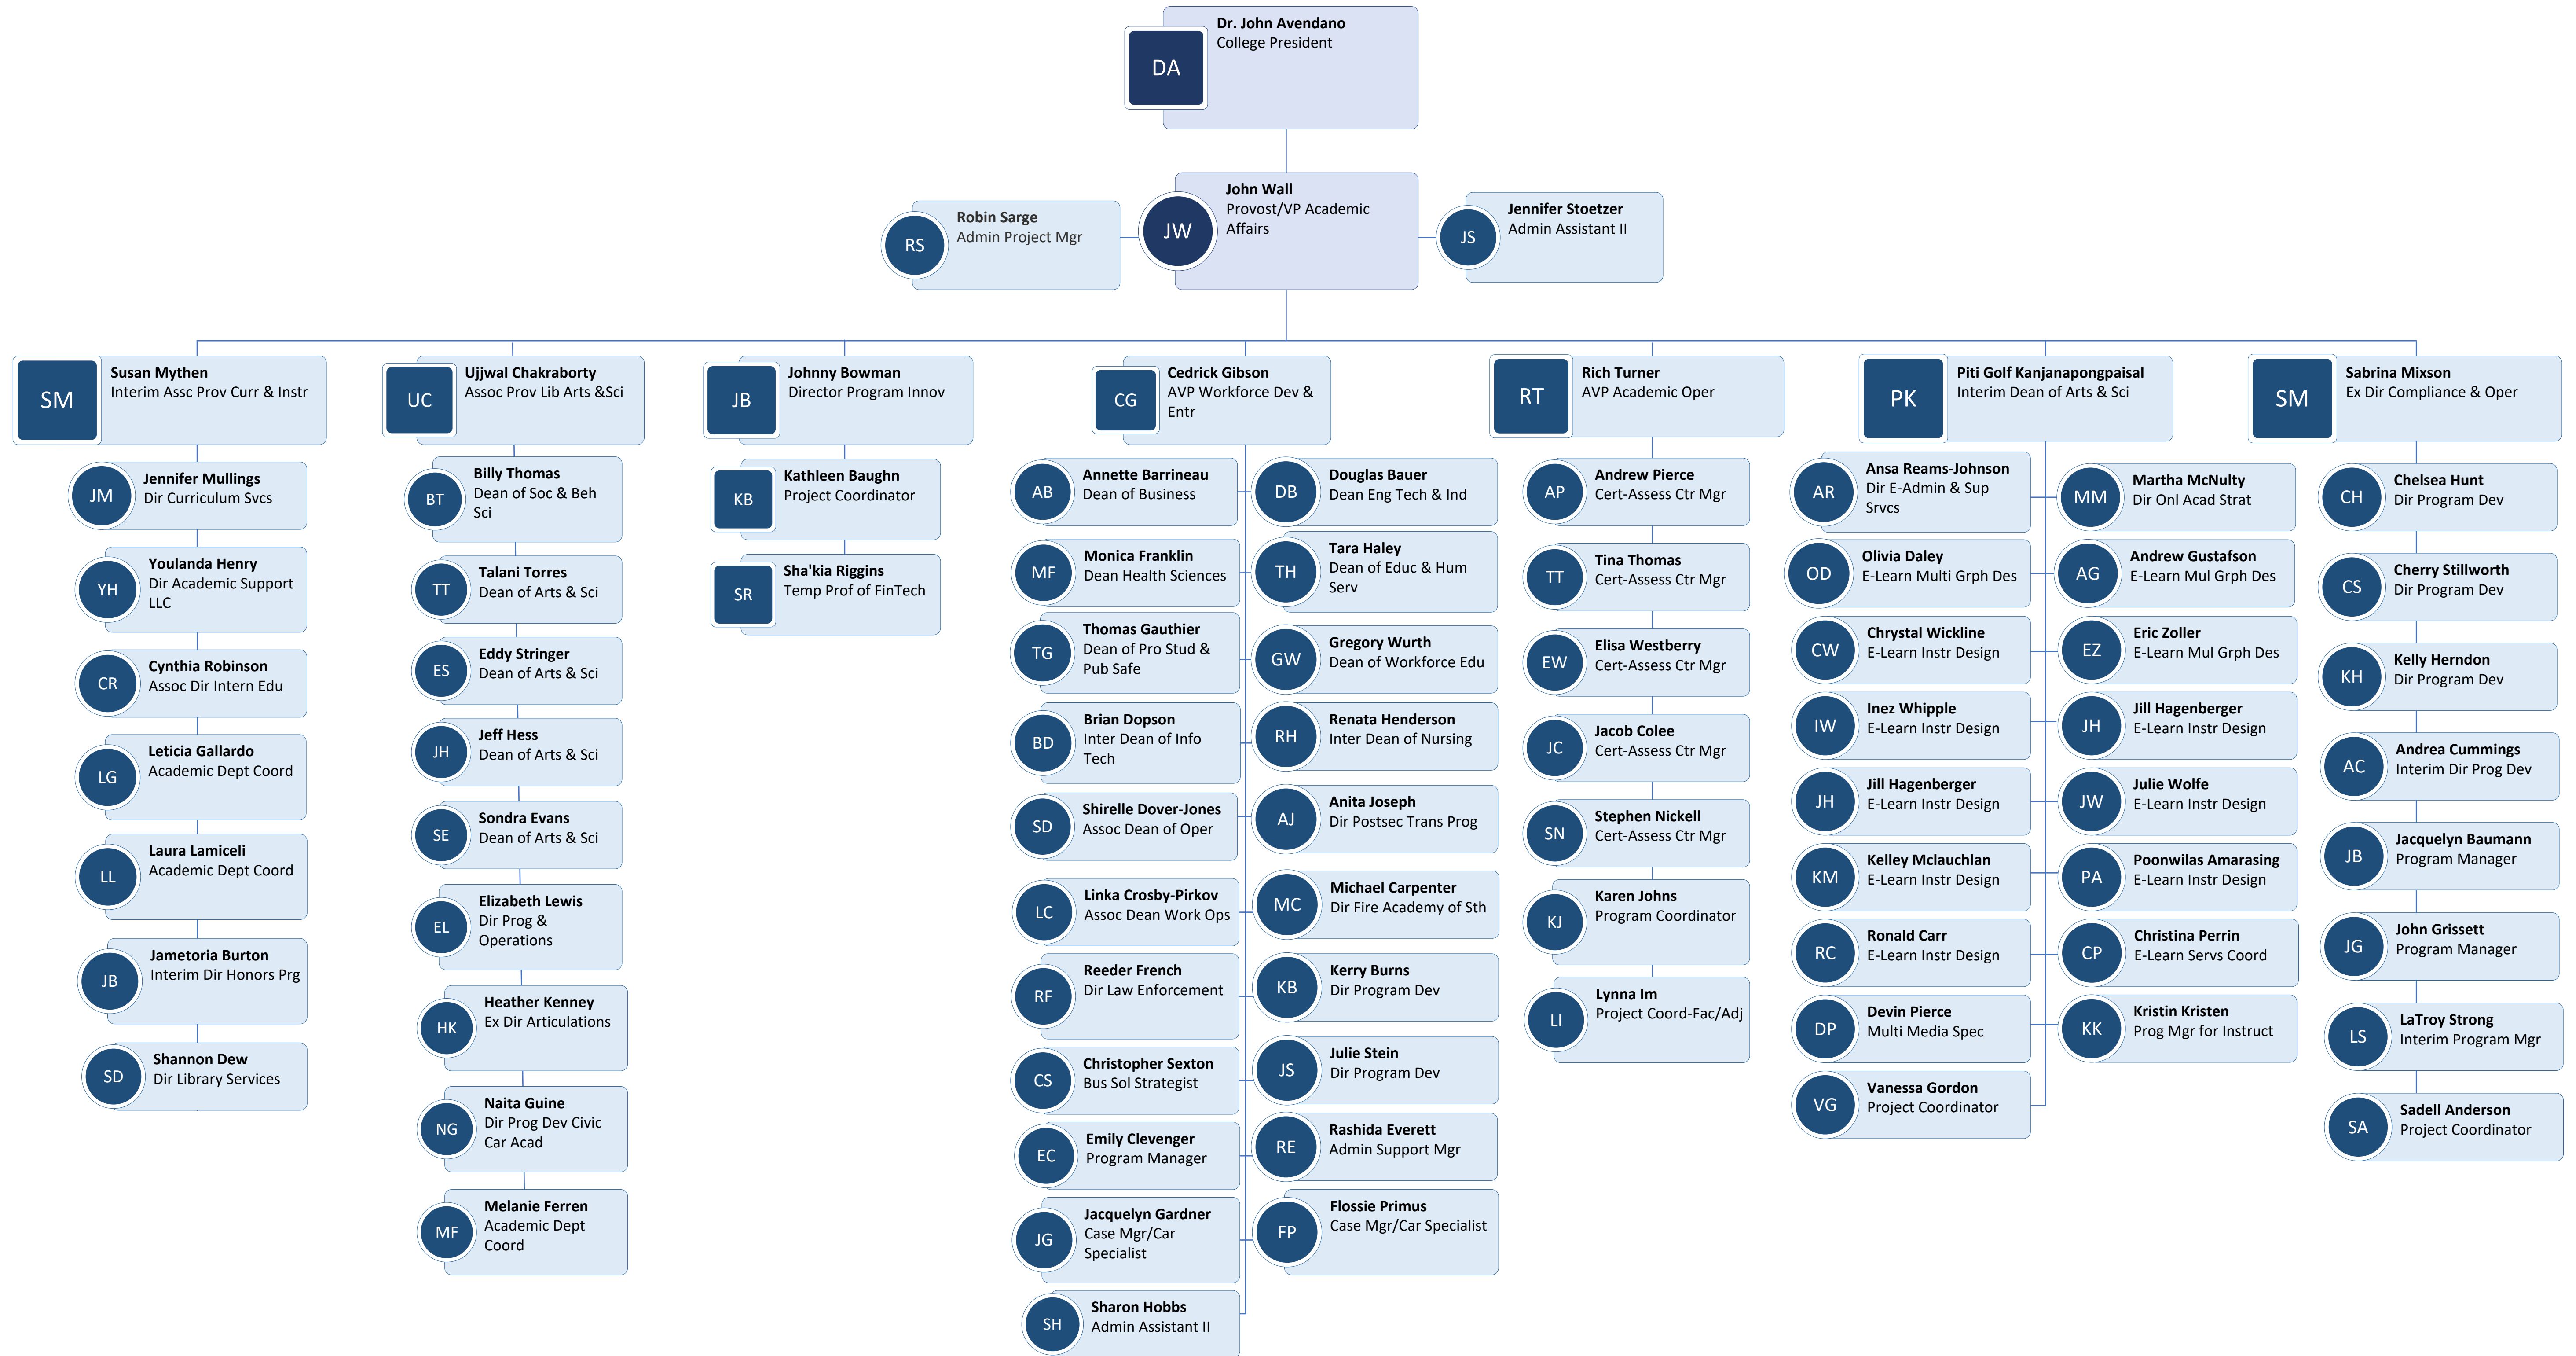 Dr. John Avendano
College President
DA
John Wall
Provost/VP Academic
Affairs
JW
Robin Sarge
Admin Project Mgr
RS
Jennifer Stoetzer
Admin Assistant II
JS
SM
Susan Mythen
Interim Assc Prov Curr & Instr
JM
Jennifer Mullings
Dir Curriculum Svcs
YH
Youlanda Henry
Dir Academic Support
LLC
CR
Cynthia Robinson
Assoc Dir Intern Edu
LG
Leticia Gallardo
Academic Dept Coord
LL
Laura Lamiceli
Academic Dept Coord
JB
Jametoria Burton
Interim Dir Honors Prg
SD
Shannon Dew
Dir Library Services
UC
Ujjwal Chakraborty
Assoc Prov Lib Arts &Sci
BT
Billy Thomas
Dean of Soc & Beh
Sci
TT
Talani Torres
Dean of Arts & Sci
ES
Eddy Stringer
Dean of Arts & Sci
JH
Jeff Hess
Dean of Arts & Sci
SE
Sondra Evans
Dean of Arts & Sci
EL
Elizabeth Lewis
Dir Prog &
Operations
HK
Heather Kenney
Ex Dir Articulations
NG
Naita Guine
Dir Prog Dev Civic
Car Acad
MF
Melanie Ferren
Academic Dept
Coord
JB
Johnny Bowman
Director Program Innov
KB
Kathleen Baughn
Project Coordinator
SR
Sha'kia Riggins
Temp Prof of FinTech
CG
Cedrick Gibson
AVP Workforce Dev &
Entr
AB
Annette Barrineau
Dean of Business
DB
Douglas Bauer
Dean Eng Tech & Ind
MF
Monica Franklin
Dean Health Sciences
TH
Tara Haley
Dean of Educ & Hum
Serv
TG
Thomas Gauthier
Dean of Pro Stud &
Pub Safe
GW
Gregory Wurth
Dean of Workforce Edu
BD
Brian Dopson
Inter Dean of Info
Tech
RH
Renata Henderson
Inter Dean of Nursing
SD
Shirelle Dover-Jones
Assoc Dean of Oper
AJ
Anita Joseph
Dir Postsec Trans Prog
LC
Linka Crosby-Pirkov
Assoc Dean Work Ops
MC
Michael Carpenter
Dir Fire Academy of Sth
RF
Reeder French
Dir Law Enforcement
KB
Kerry Burns
Dir Program Dev
CS
Christopher Sexton
Bus Sol Strategist
JS
Julie Stein
Dir Program Dev
EC
Emily Clevenger
Program Manager
RE
Rashida Everett
Admin Support Mgr
JG
Jacquelyn Gardner
Case Mgr/Car
Specialist
FP
Flossie Primus
Case Mgr/Car Specialist
SH
Sharon Hobbs
Admin Assistant II
RT
Rich Turner
AVP Academic Oper
AP
Andrew Pierce
Cert-Assess Ctr Mgr
TT
Tina Thomas
Cert-Assess Ctr Mgr
EW
Elisa Westberry
Cert-Assess Ctr Mgr
JC
Jacob Colee
Cert-Assess Ctr Mgr
SN
Stephen Nickell
Cert-Assess Ctr Mgr
KJ
Karen Johns
Program Coordinator
LI
Lynna Im
Project Coord-Fac/Adj
PK
Piti Golf Kanjanapongpaisal
Interim Dean of Arts & Sci
AR
Ansa Reams-Johnson
Dir E-Admin & Sup
Srvcs
MM
Martha McNulty
Dir Onl Acad Strat
OD
Olivia Daley
E-Learn Multi Grph Des
AG
Andrew Gustafson
E-Learn Mul Grph Des
CW
Chrystal Wickline
E-Learn Instr Design
EZ
Eric Zoller
E-Learn Mul Grph Des
IW
Inez Whipple
E-Learn Instr Design
JH
Jill Hagenberger
E-Learn Instr Design
JH
Jill Hagenberger
E-Learn Instr Design
JW
Julie Wolfe
E-Learn Instr Design
KM
Kelley Mclauchlan
E-Learn Instr Design
PA
Poonwilas Amarasing
E-Learn Instr Design
RC
Ronald Carr
E-Learn Instr Design
CP
Christina Perrin
E-Learn Servs Coord
DP
Devin Pierce
Multi Media Spec
KK
Kristin Kristen
Prog Mgr for Instruct
VG
Vanessa Gordon
Project Coordinator
SM
Sabrina Mixson
Ex Dir Compliance & Oper
CH
Chelsea Hunt
Dir Program Dev
CS
Cherry Stillworth
Dir Program Dev
KH
Kelly Herndon
Dir Program Dev
AC
Andrea Cummings
Interim Dir Prog Dev
JB
Jacquelyn Baumann
Program Manager
JG
John Grissett
Program Manager
LS
LaTroy Strong
Interim Program Mgr
SA
Sadell Anderson
Project Coordinator